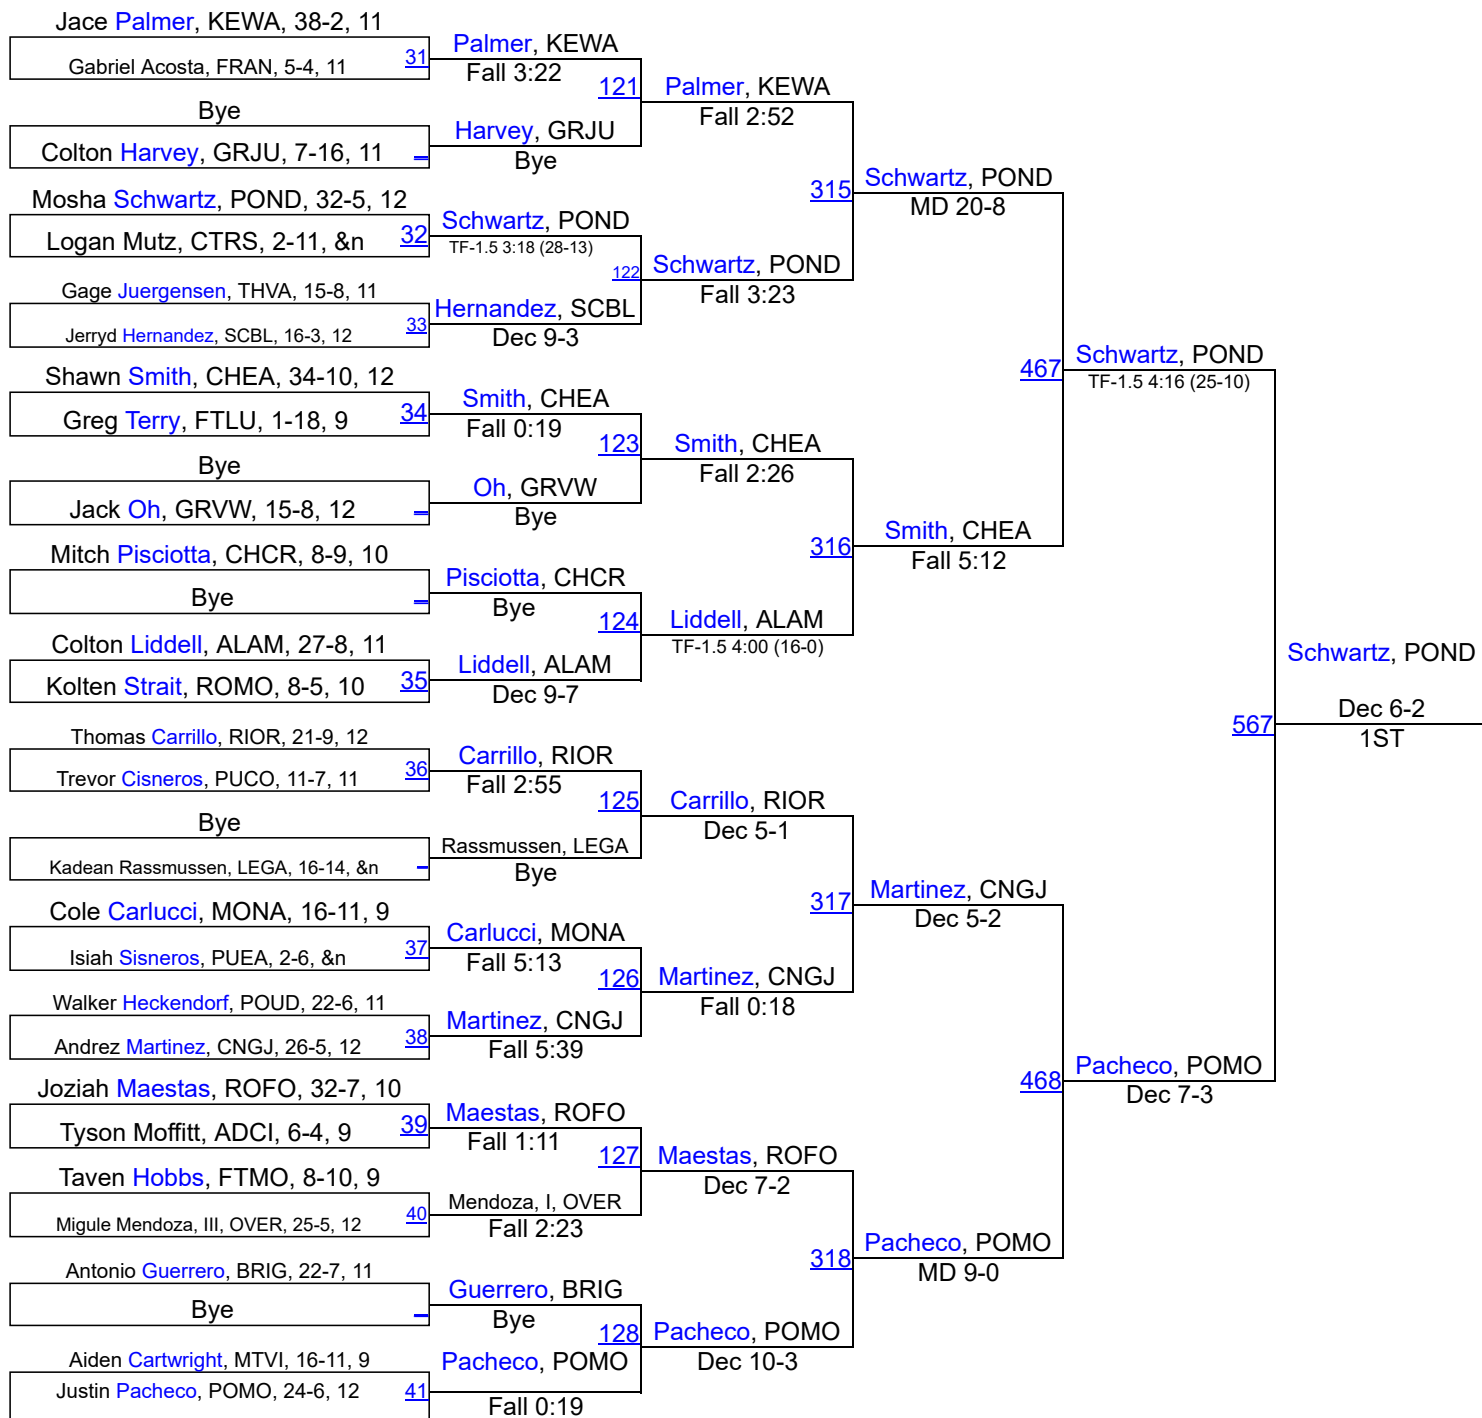 Jace Palmer, KEWA, 38-2, 11
Gabriel Acosta, FRAN, 5-4, 11
31
Bye
Colton Harvey, GRJU, 7-16, 11
Mosha Schwartz, POND, 32-5, 12
Logan Mutz, CTRS, 2-11, &n
32
Gage Juergensen, THVA, 15-8, 11
Jerryd Hernandez, SCBL, 16-3, 12
33
Shawn Smith, CHEA, 34-10, 12
Greg Terry, FTLU, 1-18, 9
34
Bye
Jack Oh, GRVW, 15-8, 12
Mitch Pisciotta, CHCR, 8-9, 10
Bye
Colton Liddell, ALAM, 27-8, 11
Kolten Strait, ROMO, 8-5, 10
35
Thomas Carrillo, RIOR, 21-9, 12
Trevor Cisneros, PUCO, 11-7, 11
36
Bye
Kadean Rassmussen, LEGA, 16-14, &n
Cole Carlucci, MONA, 16-11, 9
Isiah Sisneros, PUEA, 2-6, &n
37
Walker Heckendorf, POUD, 22-6, 11
Andrez Martinez, CNGJ, 26-5, 12
38
Joziah Maestas, ROFO, 32-7, 10
Tyson Moffitt, ADCI, 6-4, 9
39
Taven Hobbs, FTMO, 8-10, 9
Migule Mendoza, III, OVER, 25-5, 12
40
Antonio Guerrero, BRIG, 22-7, 11
Bye
Aiden Cartwright, MTVI, 16-11, 9
Justin Pacheco, POMO, 24-6, 12
41
Palmer, KEWA
Fall 3:22
121
Harvey, GRJU
Bye
Schwartz, POND
TF-1.5 3:18 (28-13)
122
Hernandez, SCBL
Dec 9-3
Smith, CHEA
Fall 0:19
123
Oh, GRVW
Bye
Pisciotta, CHCR
Bye
124
Liddell, ALAM
Dec 9-7
Carrillo, RIOR
Fall 2:55
125
Rassmussen, LEGA
Bye
Carlucci, MONA
Fall 5:13
126
Martinez, CNGJ
Fall 5:39
Maestas, ROFO
Fall 1:11
127
Mendoza, I, OVER
Fall 2:23
Guerrero, BRIG
Bye
128
Pacheco, POMO
Fall 0:19
Palmer, KEWA
Fall 2:52
315
Schwartz, POND
Fall 3:23
Smith, CHEA
Fall 2:26
316
Liddell, ALAM
TF-1.5 4:00 (16-0)
Carrillo, RIOR
Dec 5-1
317
Martinez, CNGJ
Fall 0:18
Maestas, ROFO
Dec 7-2
318
Pacheco, POMO
Dec 10-3
Schwartz, POND
MD 20-8
467
Smith, CHEA
Fall 5:12
Martinez, CNGJ
Dec 5-2
468
Pacheco, POMO
MD 9-0
Schwartz, POND
TF-1.5 4:16 (25-10)
567
Pacheco, POMO
Dec 7-3
Schwartz, POND
Dec 6-2
1ST